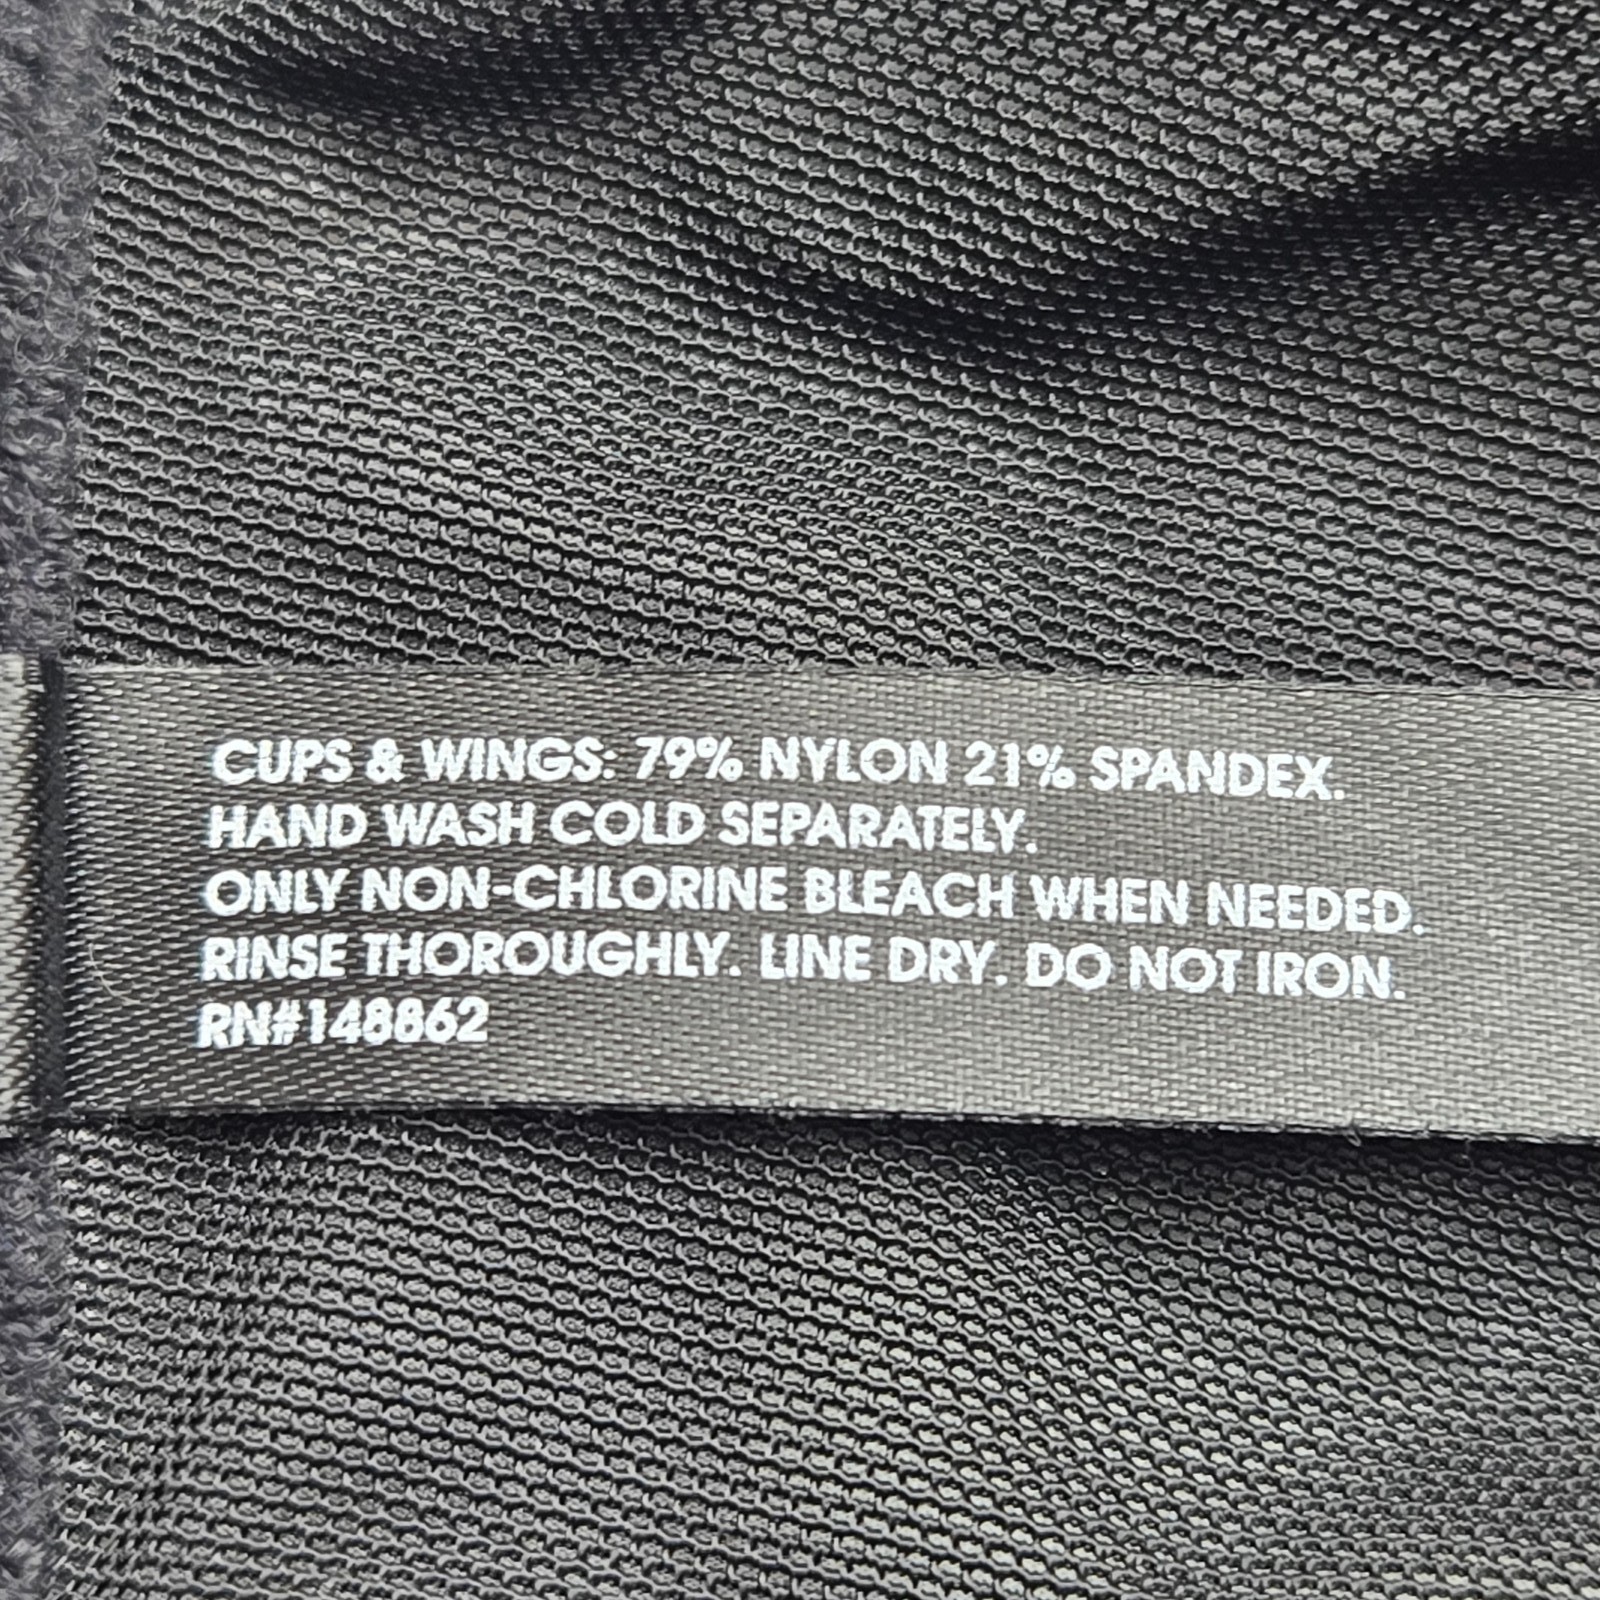 CUPS & WINGS: 79% NYLON 21% SPANDEX.
HAND WASH COLD SEPARATELY.
ONLY NON-CHLORINE BLEACH WHEN NEEDED.
RINSE THOROUGHLY. LINE DRY. DO NOT IRON.
RN#148862